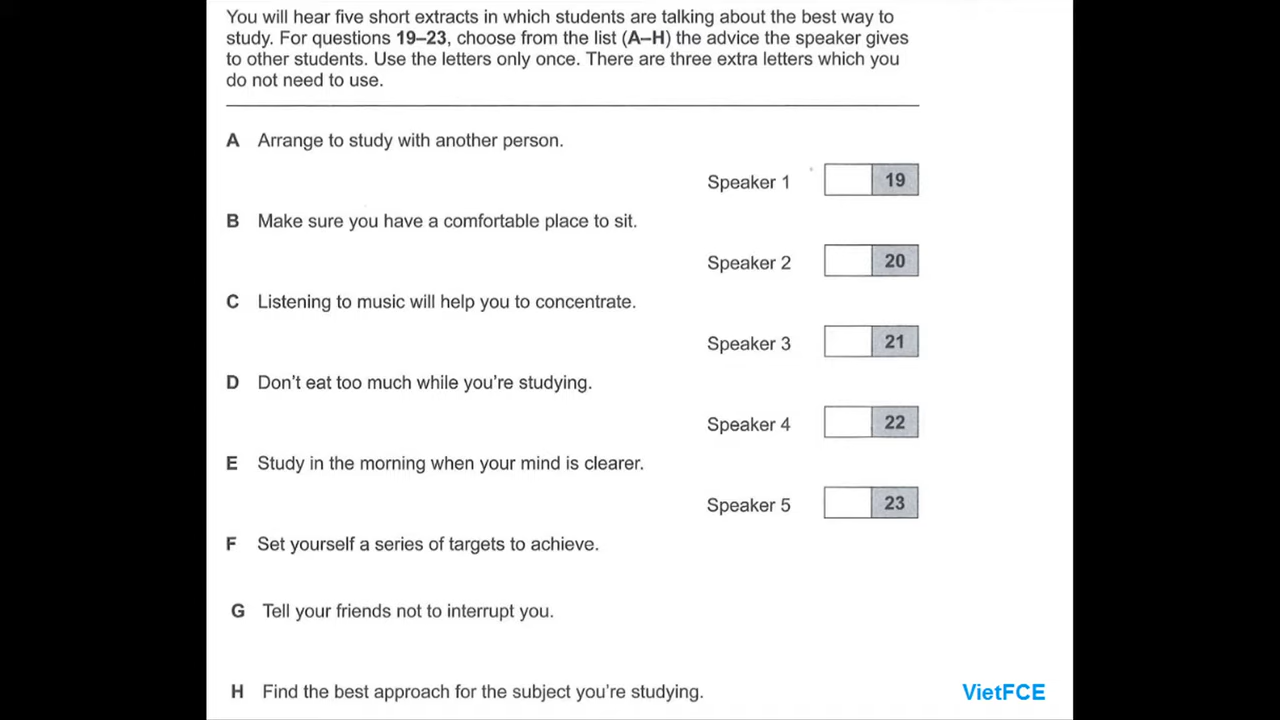 You will hear five short extracts in which students are talking about the best way to
study. For questions 19–23, choose from the list (A–H) the advice the speaker gives
to other students. Use the letters only once. There are three extra letters which you
do not need to use.
A Arrange to study with another person.
Speaker 1 19
B Make sure you have a comfortable place to sit.
Speaker 2 20
C Listening to music will help you to concentrate.
Speaker 3 21
D Don't eat too much while you're studying.
Speaker 4 22
E Study in the morning when your mind is clearer.
Speaker 5 23
F Set yourself a series of targets to achieve.
G Tell your friends not to interrupt you.
H Find the best approach for the subject you're studying.
VietFCE